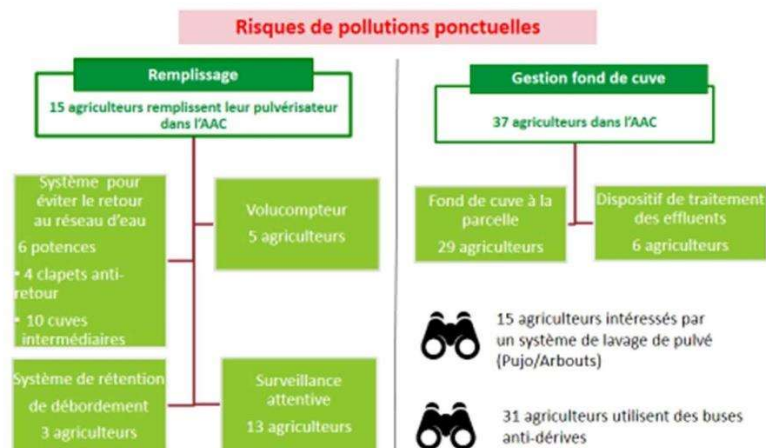 Risques de pollutions ponctuelles
Remplissage
15 agriculteurs remplissent leur pulvérisateur
dans l'AAC
Système pour
éviter le retour
au réseau d'eau
6 potences
▪ 4 clapets anti-
retour
▪ 10 cuves
intermédiaires
Volucompteur
5 agriculteurs
Système de rétention
de débordement
3 agriculteurs
Surveillance
attentive
13 agriculteurs
Gestion fond de cuve
37 agriculteurs dans l'AAC
Fond de cuve à la
parcelle
29 agriculteurs
Dispositif de traitement
des effluents
6 agriculteurs
15 agriculteurs intéressés par
un système de lavage de pulvé
(Pujo/Arbouts)
31 agriculteurs utilisent des buses
anti-dérives